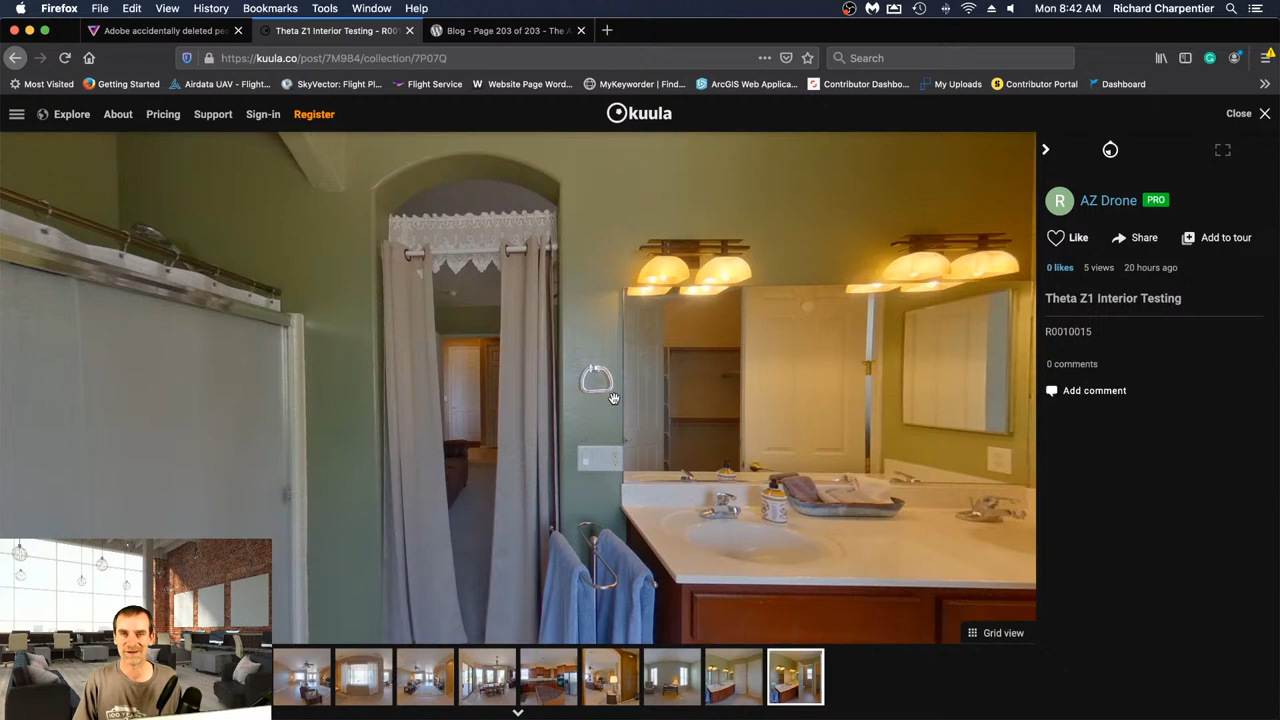 Firefox File Edit View History Bookmarks Tools Window Help Mon 8:42 AM Richard Charpentier
Adobe accidentally deleted pe
Theta Z1 Interior Testing - R001
Blog - Page 203 of 203 - The A
https://kuula.co/post/7M984/collection/7P07Q
Search
Most Visited Getting Started Airdata UAV - Flight... SkyVector: Flight Pl... Flight Service Website Page Word... MyKeyworder | Find... ArcGIS Web Applica... Contributor Dashbo... My Uploads Contributor Portal Dashboard
Explore About Pricing Support Sign-in Register
kuula
Close
R
AZ Drone PRO
Like Share Add to tour
0 likes 5 views 20 hours ago
Theta Z1 Interior Testing
R0010015
0 comments
Add comment
Grid view